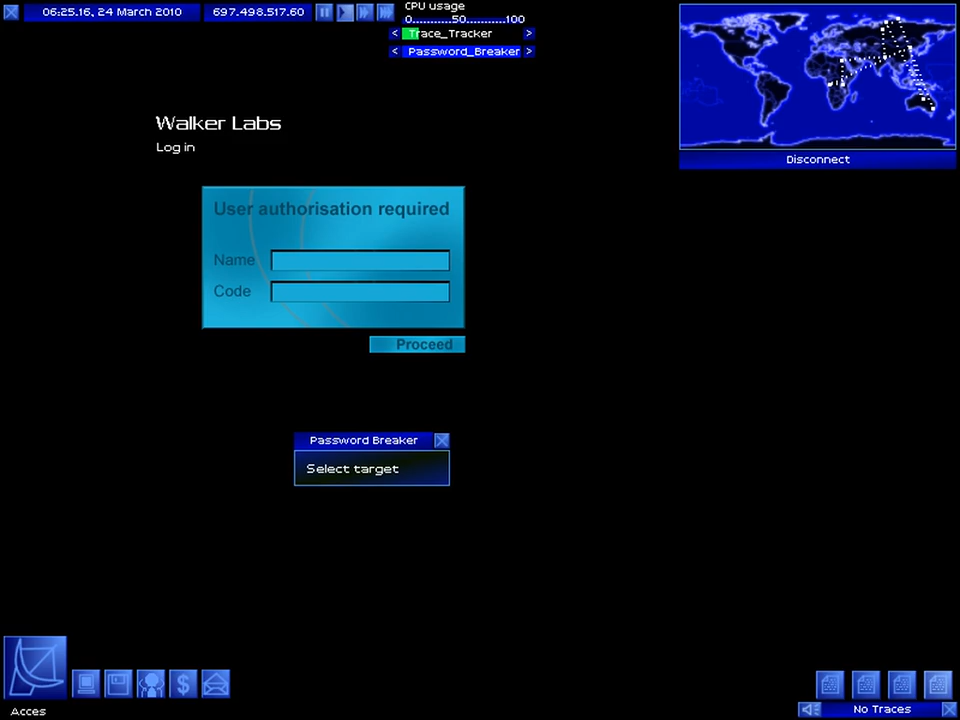 06:25.16, 24 March 2010
697.498.517.60
CPU usage
0............50...........100
< Trace_Tracker >
< Password_Breaker >
Disconnect
Walker Labs
Log in
User authorisation required
Name
Code
Proceed
Password Breaker
Select target
$
Acces
No Traces